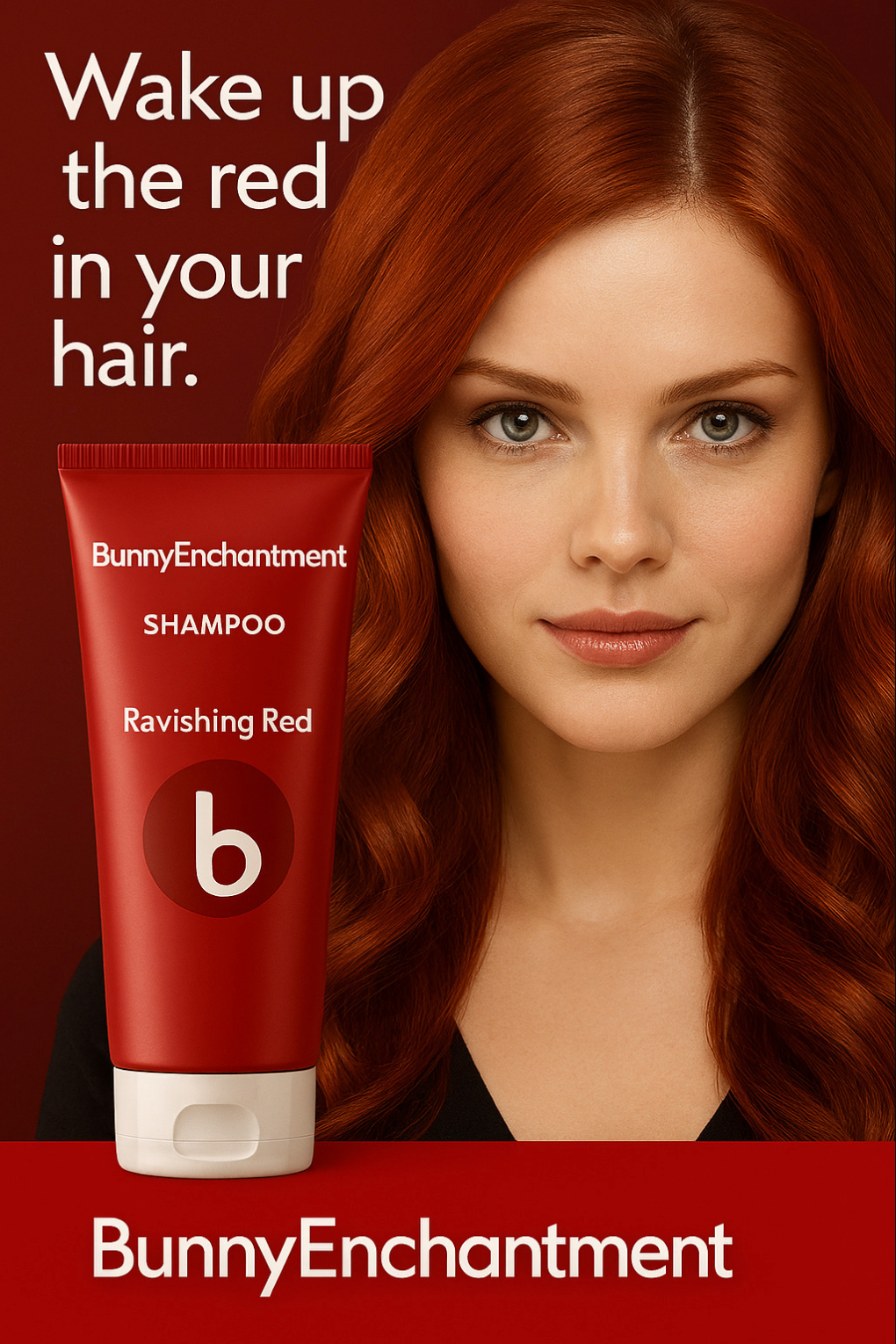 Wake up
the red
in your
hair.
BunnyEnchantment
SHAMPOO
Ravishing Red
b
BunnyEnchantment